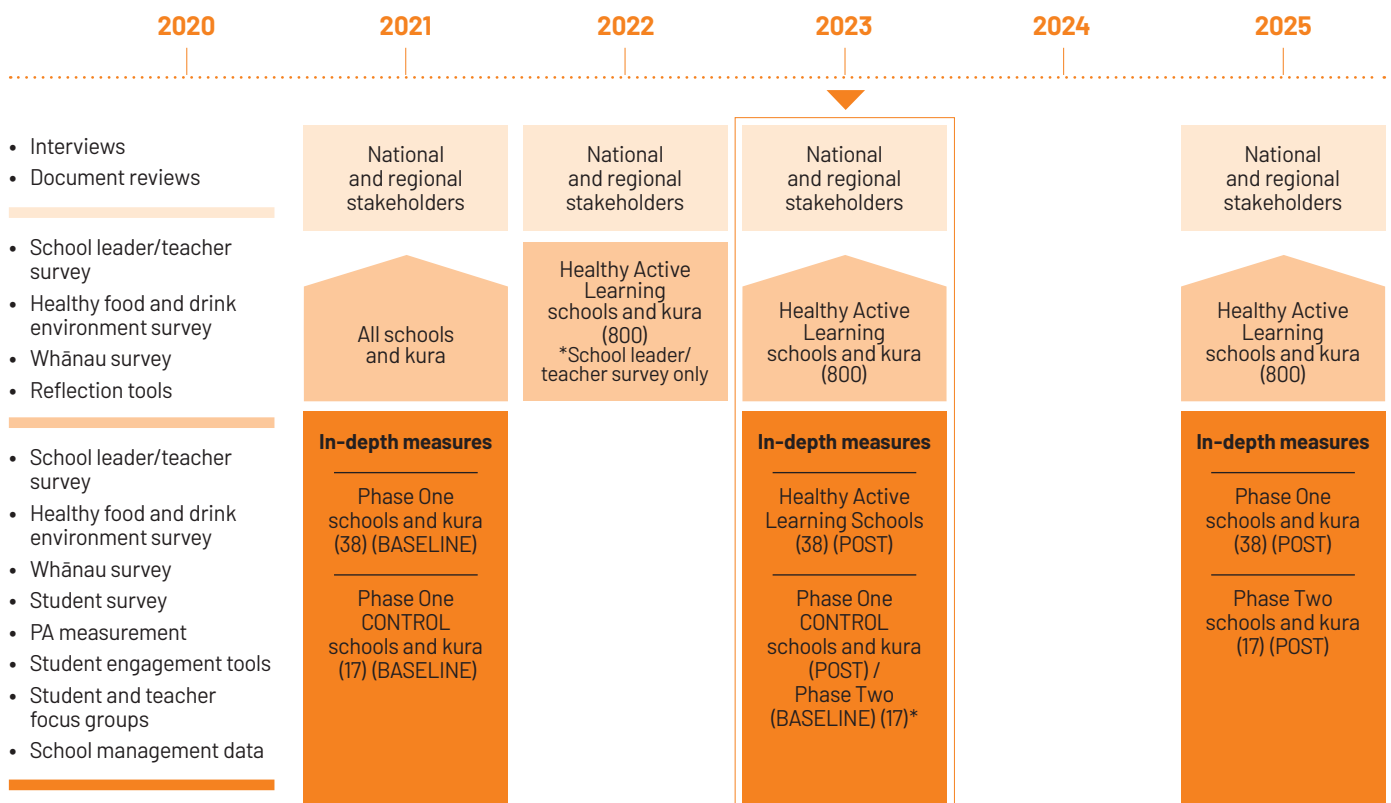 2020
2021
2022
2023
2024
2025
• Interviews
• Document reviews
• School leader/teacher
survey
• Healthy food and drink
environment survey
• Whānau survey
• Reflection tools
• School leader/teacher
survey
• Healthy food and drink
environment survey
• Whānau survey
• Student survey
• PA measurement
• Student engagement tools
• Student and teacher
focus groups
• School management data
National
and regional
stakeholders
All schools
and kura
In-depth measures
Phase One
schools and kura
(38) (BASELINE)
Phase One
CONTROL
schools and kura
(17) (BASELINE)
National
and regional
stakeholders
Healthy Active
Learning
schools and kura
(800)
*School leader/
teacher survey only
National
and regional
stakeholders
Healthy Active
Learning
schools and kura
(800)
In-depth measures
Healthy Active
Learning Schools
(38) (POST)
Phase One
CONTROL
schools and kura
(POST) /
Phase Two
(BASELINE) (17)*
National
and regional
stakeholders
Healthy Active
Learning
schools and kura
(800)
In-depth measures
Phase One
schools and kura
(38) (POST)
Phase Two
schools and kura
(17) (POST)